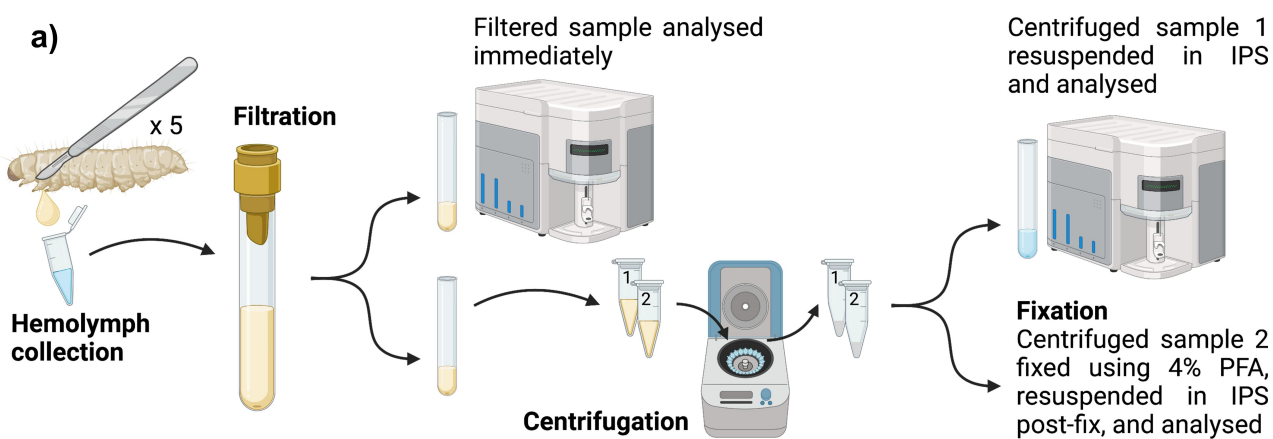 a)
x 5
Hemolymph
collection
Filtration
Filtered sample analysed
immediately
1
2
Centrifugation
1
2
Centrifuged sample 1
resuspended in IPS
and analysed
Fixation
Centrifuged sample 2
fixed using 4% PFA,
resuspended in IPS
post-fix, and analysed